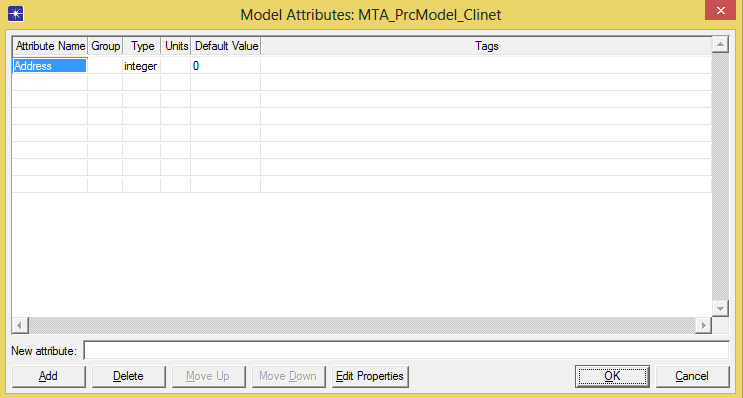 Model Attributes: MTA_PrcModel_Clinet
Attribute Name Group Type Units Default Value Tags
Address integer 0
New attribute:
Add Delete Move Up Move Down Edit Properties OK Cancel